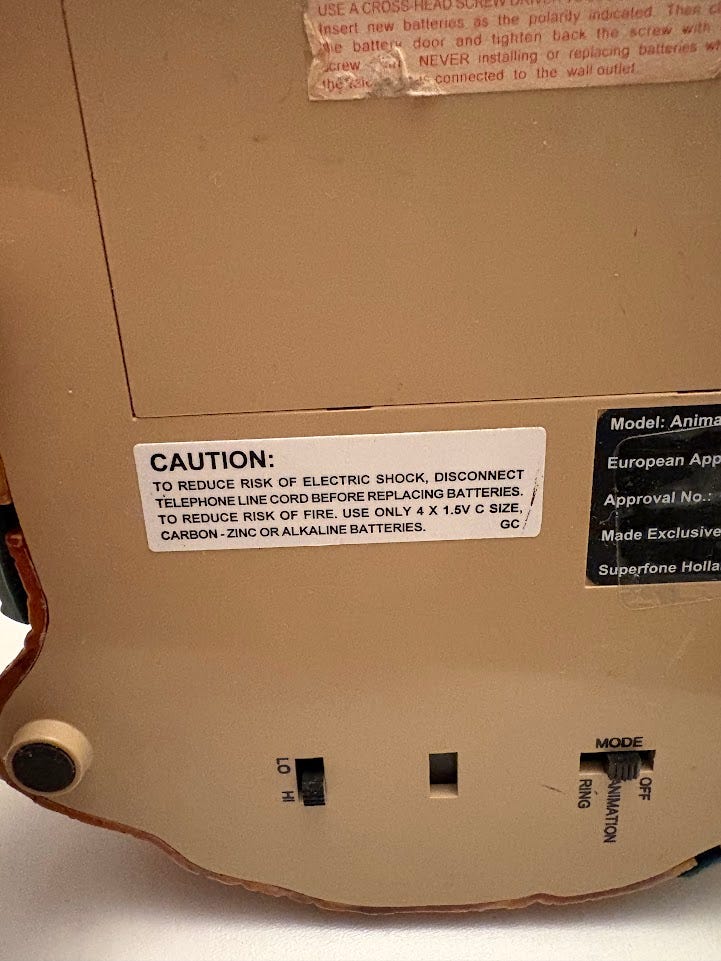 USE A CROSS-HEAD SCREW
Insert new batteries as the polarity indicated. Then
the battery door and tighten back the screw with
screw NEVER installing or replacing batteries
the connected to the wall outlet.
CAUTION:
TO REDUCE RISK OF ELECTRIC SHOCK, DISCONNECT
TELEPHONE LINE CORD BEFORE REPLACING BATTERIES.
TO REDUCE RISK OF FIRE. USE ONLY 4 X 1.5V C SIZE,
CARBON - ZINC OR ALKALINE BATTERIES. GC
Model: Anima
European App
Approval No.:
Made Exclusive
Superfone Holla
LO
HI
MODE
RING
ANIMATION
OFF